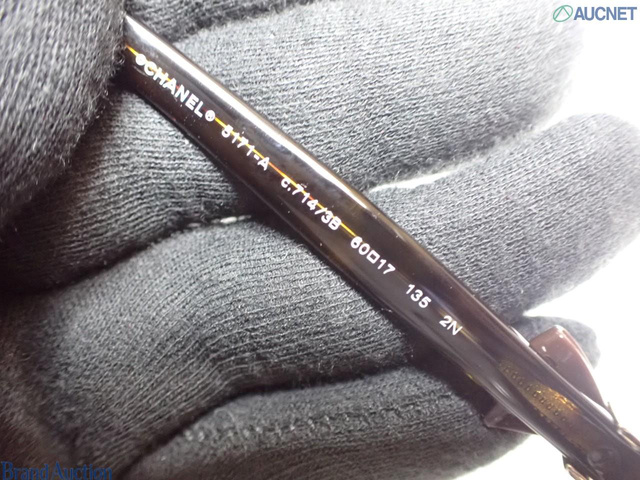 AUCNET
©CHANEL® 5171-A c.714/3B 60□17 135 2N
Brand Auction